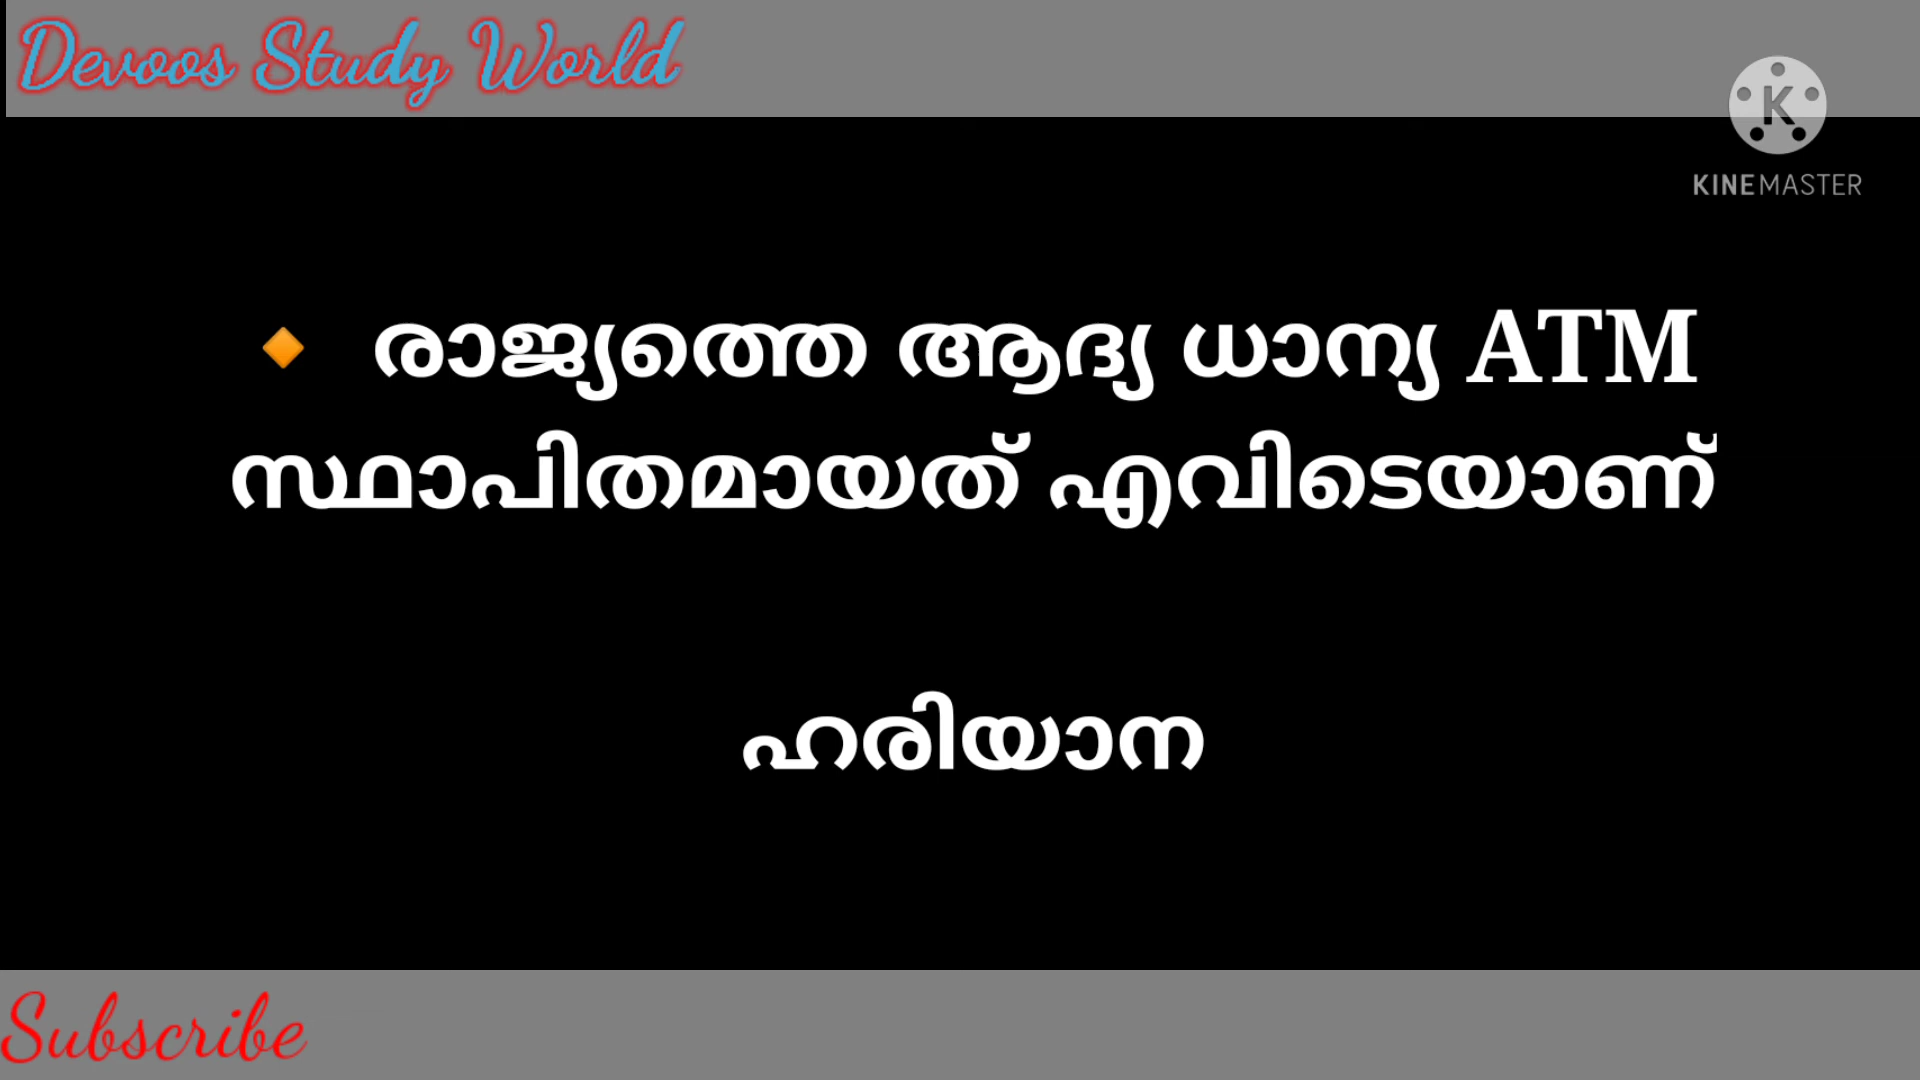 Devoos Study World
K
KINEMASTER
🔸 രാജ്യത്തെ ആദ്യ ധാന്യ ATM
സ്ഥാപിതമായത് എവിടെയാണ്
ഹരിയാന
Subscribe